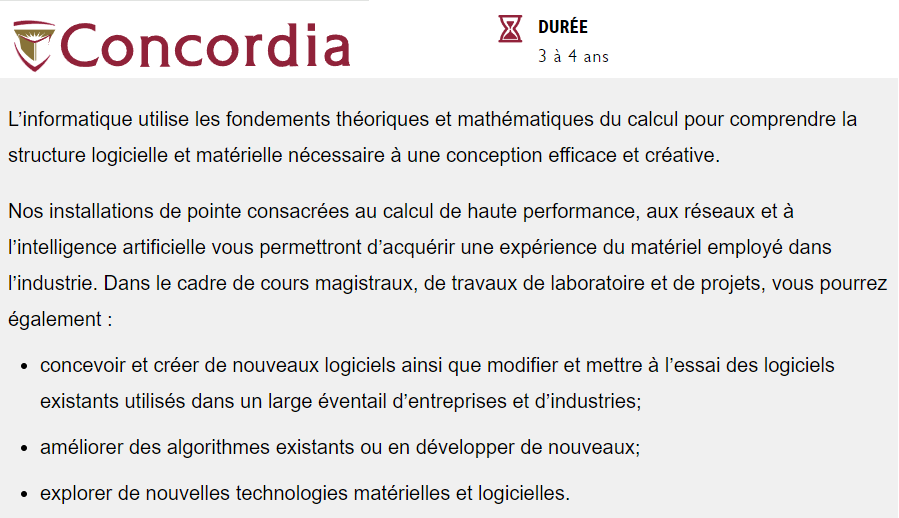 Concordia
DURÉE
3 à 4 ans
L’informatique utilise les fondements théoriques et mathématiques du calcul pour comprendre la
structure logicielle et matérielle nécessaire à une conception efficace et créative.
Nos installations de pointe consacrées au calcul de haute performance, aux réseaux et à
l’intelligence artificielle vous permettront d’acquérir une expérience du matériel employé dans
l’industrie. Dans le cadre de cours magistraux, de travaux de laboratoire et de projets, vous pourrez
également :
• concevoir et créer de nouveaux logiciels ainsi que modifier et mettre à l’essai des logiciels
existants utilisés dans un large éventail d’entreprises et d’industries;
• améliorer des algorithmes existants ou en développer de nouveaux;
• explorer de nouvelles technologies matérielles et logicielles.